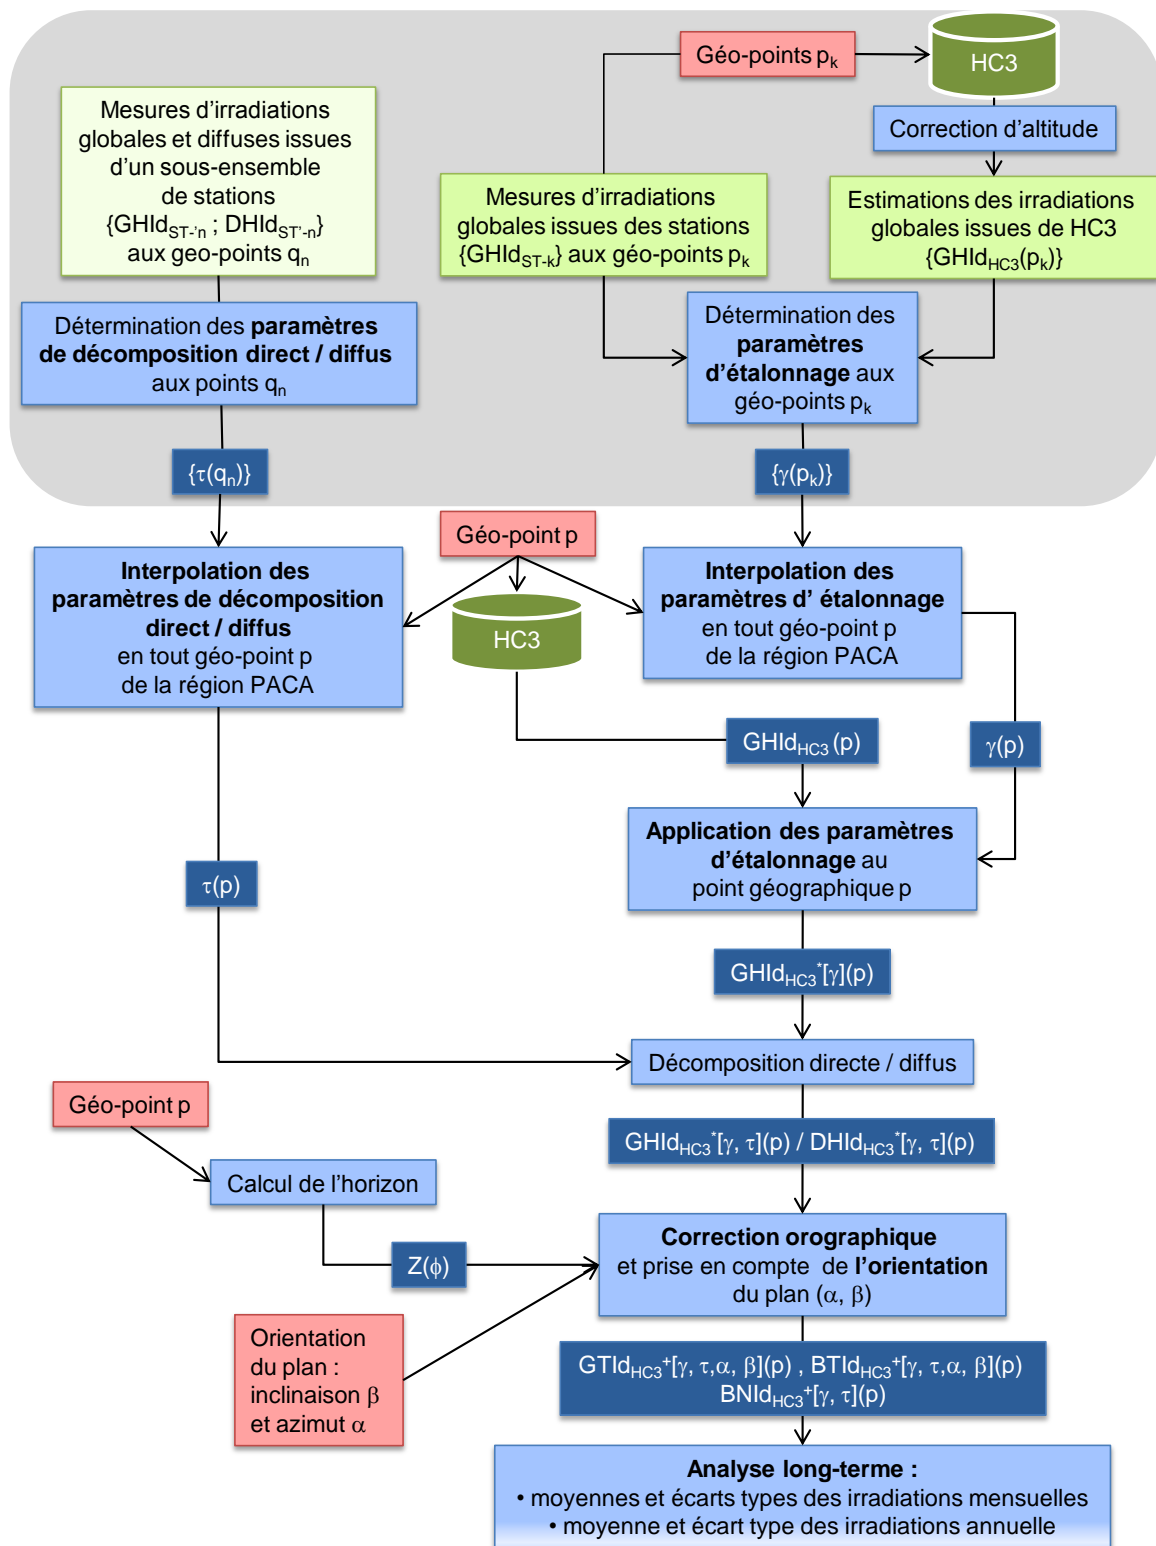 Géo-points pk
HC3
Mesures d'irradiations
globales et diffuses issues
d'un sous-ensemble
de stations
{GHIdST-'n ; DHIdST'-n}
aux geo-points qn
Correction d'altitude
Mesures d'irradiations
globales issues des stations
{GHIdST-k} aux géo-points pk
Estimations des irradiations
globales issues de HC3
{GHIdHC3(pk)}
Détermination des paramètres
de décomposition direct / diffus
aux points qn
Détermination des
paramètres
d'étalonnage aux
géo-points pk
{τ(qn)}
{γ(pk)}
Géo-point p
Interpolation des
paramètres de décomposition
direct / diffus
en tout géo-point p
de la région PACA
HC3
Interpolation des
paramètres d' étalonnage
en tout géo-point p
de la région PACA
GHIdHC3 (p)
γ(p)
Application des paramètres
d'étalonnage au
point géographique p
τ(p)
GHIdHC3*[γ](p)
Décomposition directe / diffus
Géo-point p
GHIdHC3*[γ, τ](p) / DHIdHC3*[γ, τ](p)
Calcul de l'horizon
Correction orographique
et prise en compte de l'orientation
du plan (α, β)
Z(ϕ)
Orientation
du plan :
inclinaison β
et azimut α
GTIdHC3+[γ, τ,α, β](p) , BTIdHC3+[γ, τ,α, β](p)
BNIdHC3+[γ, τ](p)
Analyse long-terme :
• moyennes et écarts types des irradiations mensuelles
• moyenne et écart type des irradiations annuelle